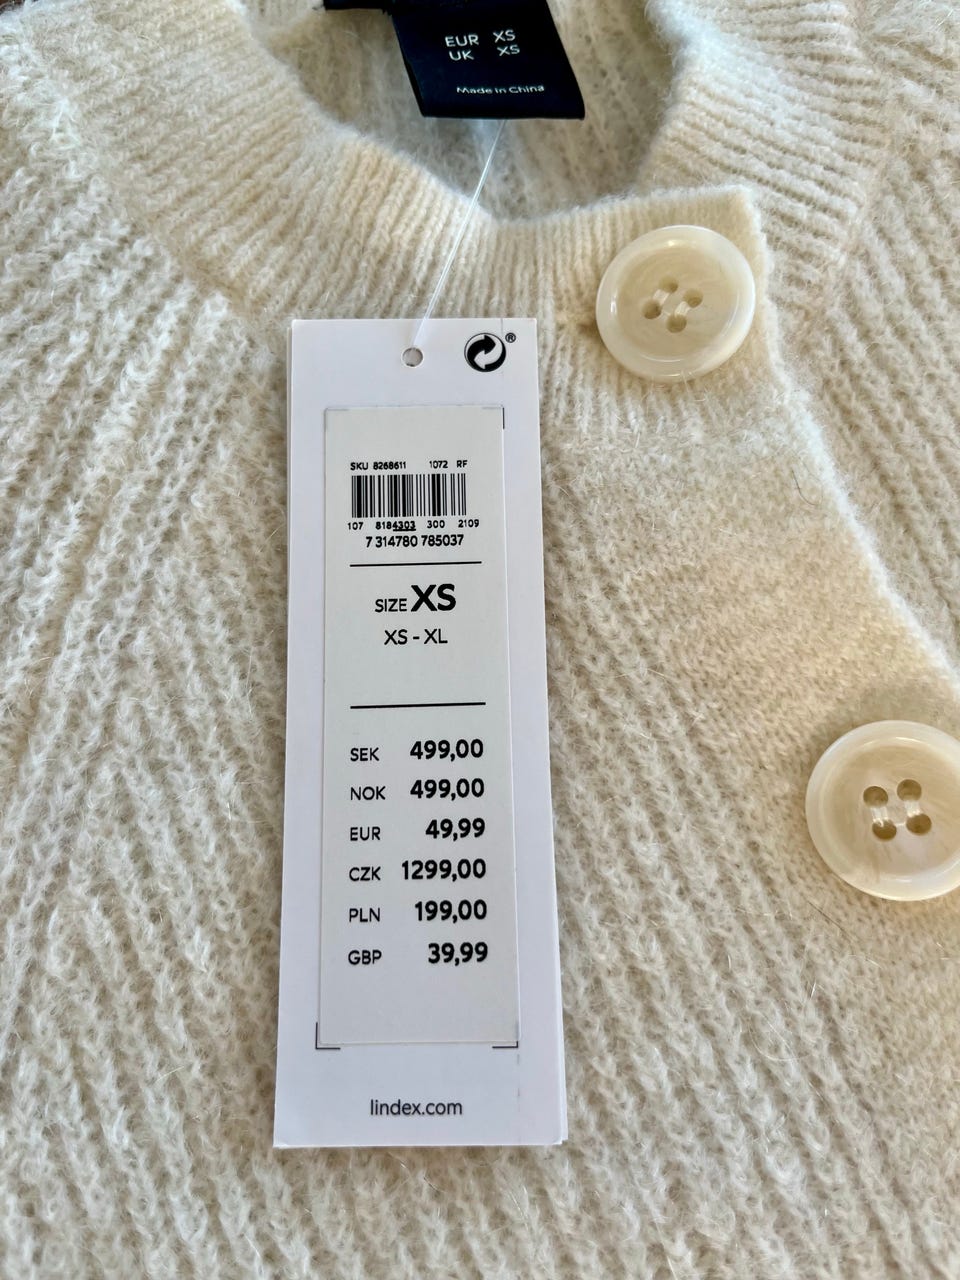 EUR XS
UK XS
Made in China
®
SKU 8268611 1072 RF
107 8184303 300 2109
7 314780 785037
SIZE XS
XS - XL
SEK 499,00
NOK 499,00
EUR 49,99
CZK 1299,00
PLN 199,00
GBP 39,99
lindex.com